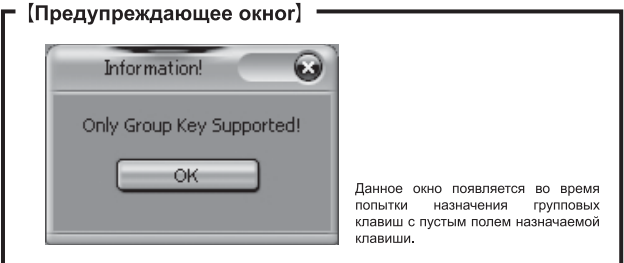 【Предупреждающее окног】
Information!
Only Group Key Supported!
OK
Данное окно появляется во время
попытки назначения групповых
клавиш с пустым полем назначаемой
клавиши.